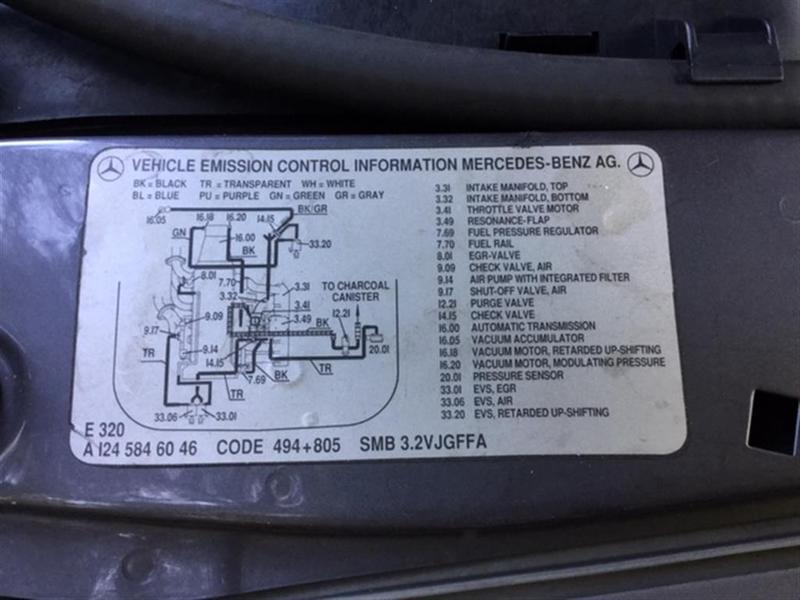 VEHICLE EMISSION CONTROL INFORMATION MERCEDES-BENZ AG.
BK = BLACK TR = TRANSPARENT WH = WHITE
BL = BLUE PU = PURPLE GN = GREEN GR = GRAY
16.05
16.18
16.20
14.15
BK/GR
GN
16.00
BK
33.20
8.01
7.70
3.31
3.32
TO CHARCOAL
CANISTER
3.41
12.21
9.09
3.49
BK
9.17
20.01
TR
9.14
14.15
7.69
BK
TR
TR
33.06
33.01
3.31 INTAKE MANIFOLD, TOP
3.32 INTAKE MANIFOLD, BOTTOM
3.41 THROTTLE VALVE MOTOR
3.49 RESONANCE-FLAP
7.69 FUEL PRESSURE REGULATOR
7.70 FUEL RAIL
8.01 EGR-VALVE
9.09 CHECK VALVE, AIR
9.14 AIR PUMP WITH INTEGRATED FILTER
9.17 SHUT-OFF VALVE, AIR
12.21 PURGE VALVE
14.15 CHECK VALVE
16.00 AUTOMATIC TRANSMISSION
16.05 VACUUM ACCUMULATOR
16.18 VACUUM MOTOR, RETARDED UP-SHIFTING
16.20 VACUUM MOTOR, MODULATING PRESSURE
20.01 PRESSURE SENSOR
33.01 EVS, EGR
33.06 EVS, AIR
33.20 EVS, RETARDED UP-SHIFTING
E 320
A 124 584 60 46 CODE 494+805 SMB 3.2VJGFFA